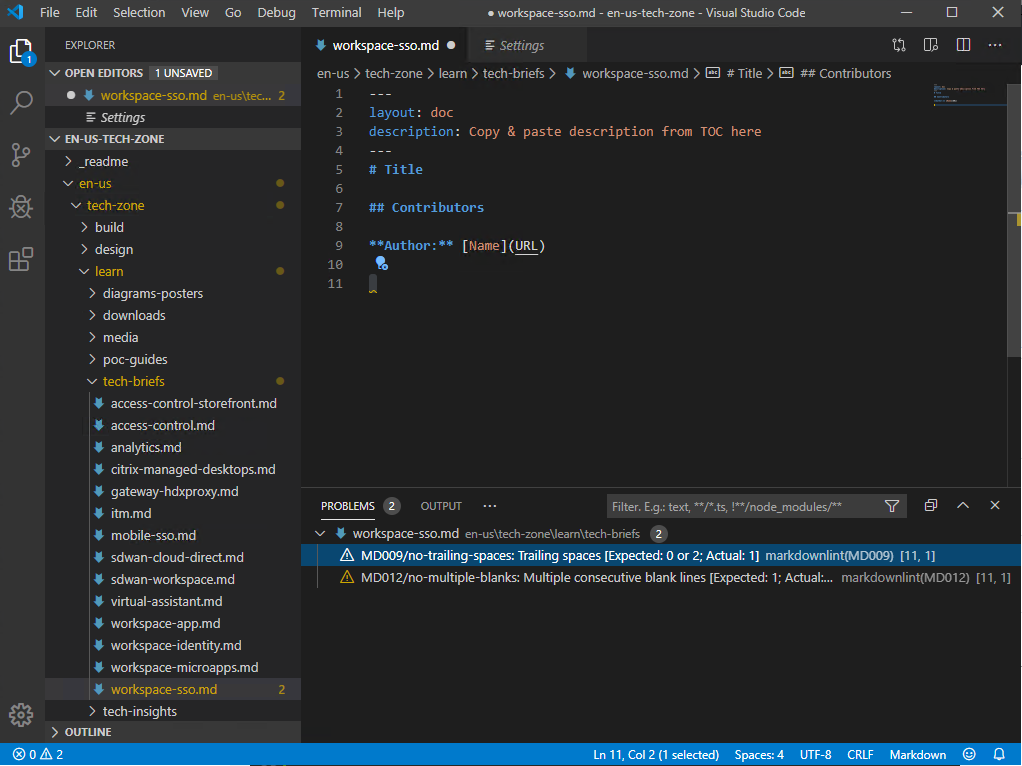 File Edit Selection View Go Debug Terminal Help ● workspace-sso.md - en-us-tech-zone - Visual Studio Code
1
EXPLORER
OPEN EDITORS 1 UNSAVED
● workspace-sso.md en-us\tec... 2
Settings
EN-US-TECH-ZONE
_readme
en-us
tech-zone
build
design
learn
diagrams-posters
downloads
media
poc-guides
tech-briefs
access-control-storefront.md
access-control.md
analytics.md
citrix-managed-desktops.md
gateway-hdxproxy.md
itm.md
mobile-sso.md
sdwan-cloud-direct.md
sdwan-workspace.md
virtual-assistant.md
workspace-app.md
workspace-identity.md
workspace-microapps.md
workspace-sso.md 2
tech-insights
OUTLINE
workspace-sso.md ● Settings ...
en-us > tech-zone > learn > tech-briefs > workspace-sso.md > abc # Title > abc ## Contributors
1 ---
2 layout: doc
3 description: Copy & paste description from TOC here
4 ---
5 # Title
6
7 ## Contributors
8
9 **Author:** [Name](URL)
10
11
PROBLEMS 2 OUTPUT ... Filter. E.g.: text, **/*.ts, !**/node_modules/**
workspace-sso.md en-us\tech-zone\learn\tech-briefs 2
MD009/no-trailing-spaces: Trailing spaces [Expected: 0 or 2; Actual: 1] markdownlint(MD009) [11, 1]
MD012/no-multiple-blanks: Multiple consecutive blank lines [Expected: 1; Actual:... markdownlint(MD012) [11, 1]
0 2 Ln 11, Col 2 (1 selected) Spaces: 4 UTF-8 CRLF Markdown